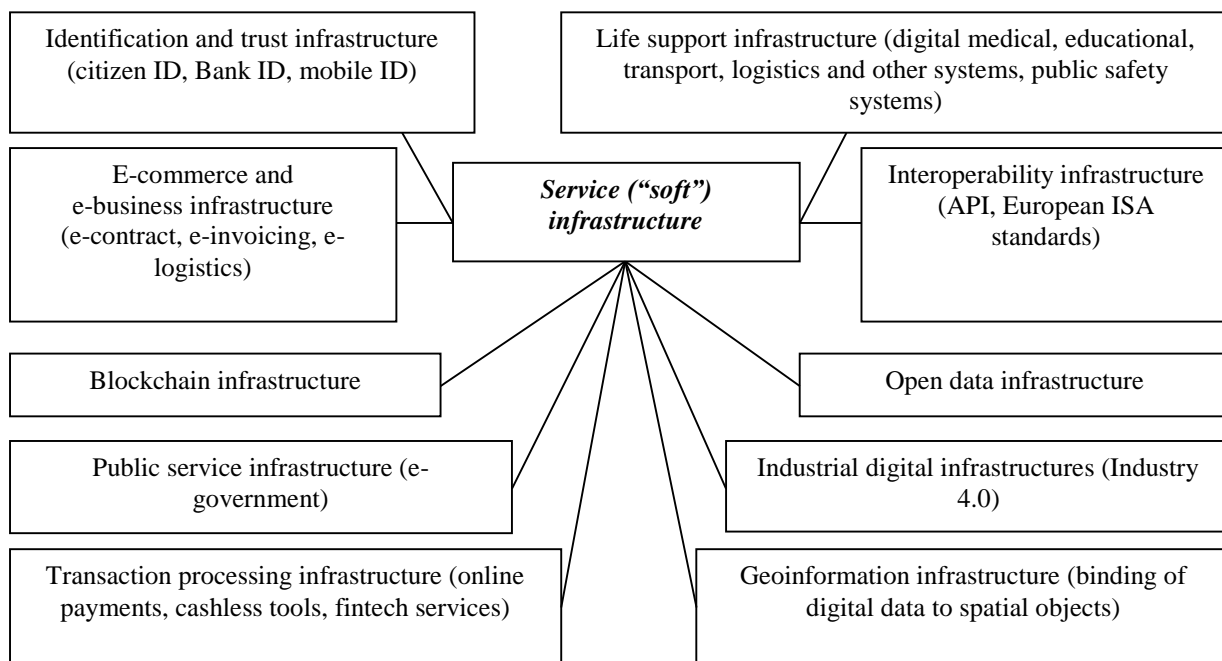 Identification and trust infrastructure
(citizen ID, Bank ID, mobile ID)
Life support infrastructure (digital medical, educational,
transport, logistics and other systems, public safety
systems)
E-commerce and
e-business infrastructure
(e-contract, e-invoicing, e-
logistics)
Service (“soft”)
infrastructure
Interoperability infrastructure
(API, European ISA
standards)
Blockchain infrastructure
Open data infrastructure
Public service infrastructure (e-
government)
Industrial digital infrastructures (Industry
4.0)
Transaction processing infrastructure (online
payments, cashless tools, fintech services)
Geoinformation infrastructure (binding of
digital data to spatial objects)